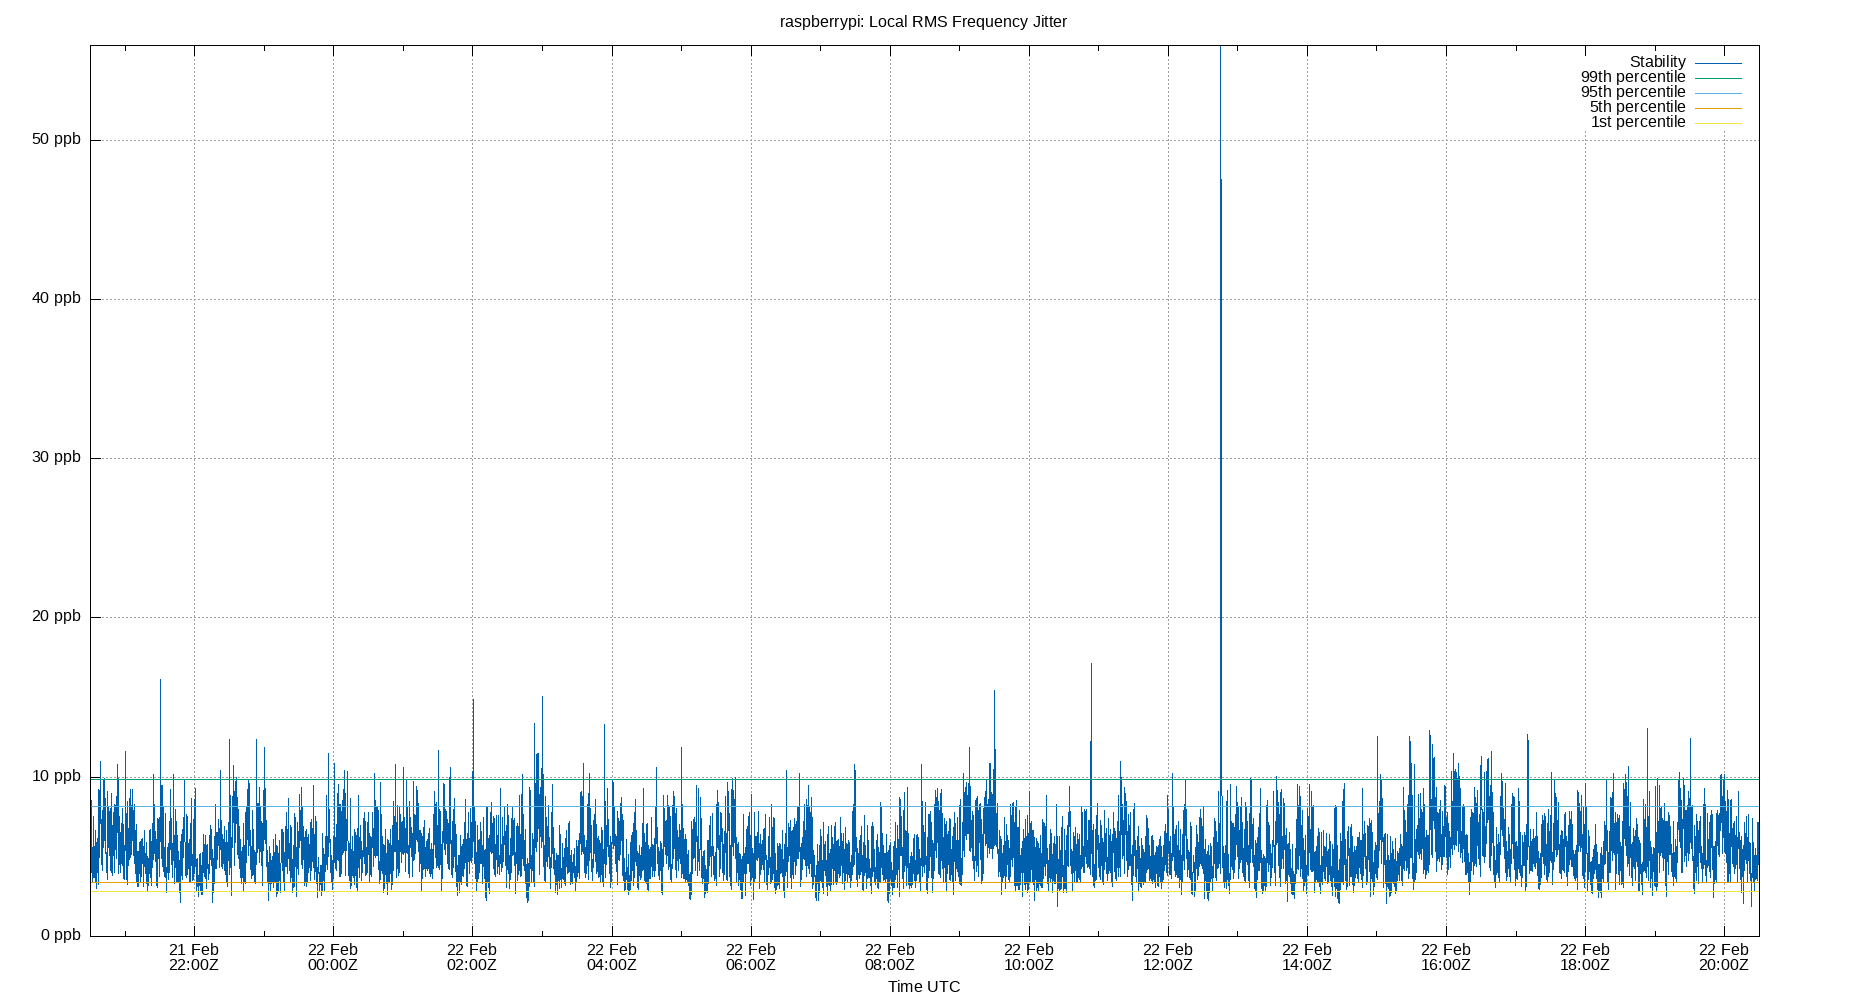 raspberrypi: Local RMS Frequency Jitter
Stability
99th percentile
95th percentile
5th percentile
1st percentile
50 ppb
40 ppb
30 ppb
20 ppb
10 ppb
0 ppb
21 Feb 22 Feb 22 Feb 22 Feb 22 Feb 22 Feb 22 Feb 22 Feb 22 Feb 22 Feb 22 Feb 22 Feb
22:00Z 00:00Z 02:00Z 04:00Z 06:00Z 08:00Z 10:00Z 12:00Z 14:00Z 16:00Z 18:00Z 20:00Z
Time UTC